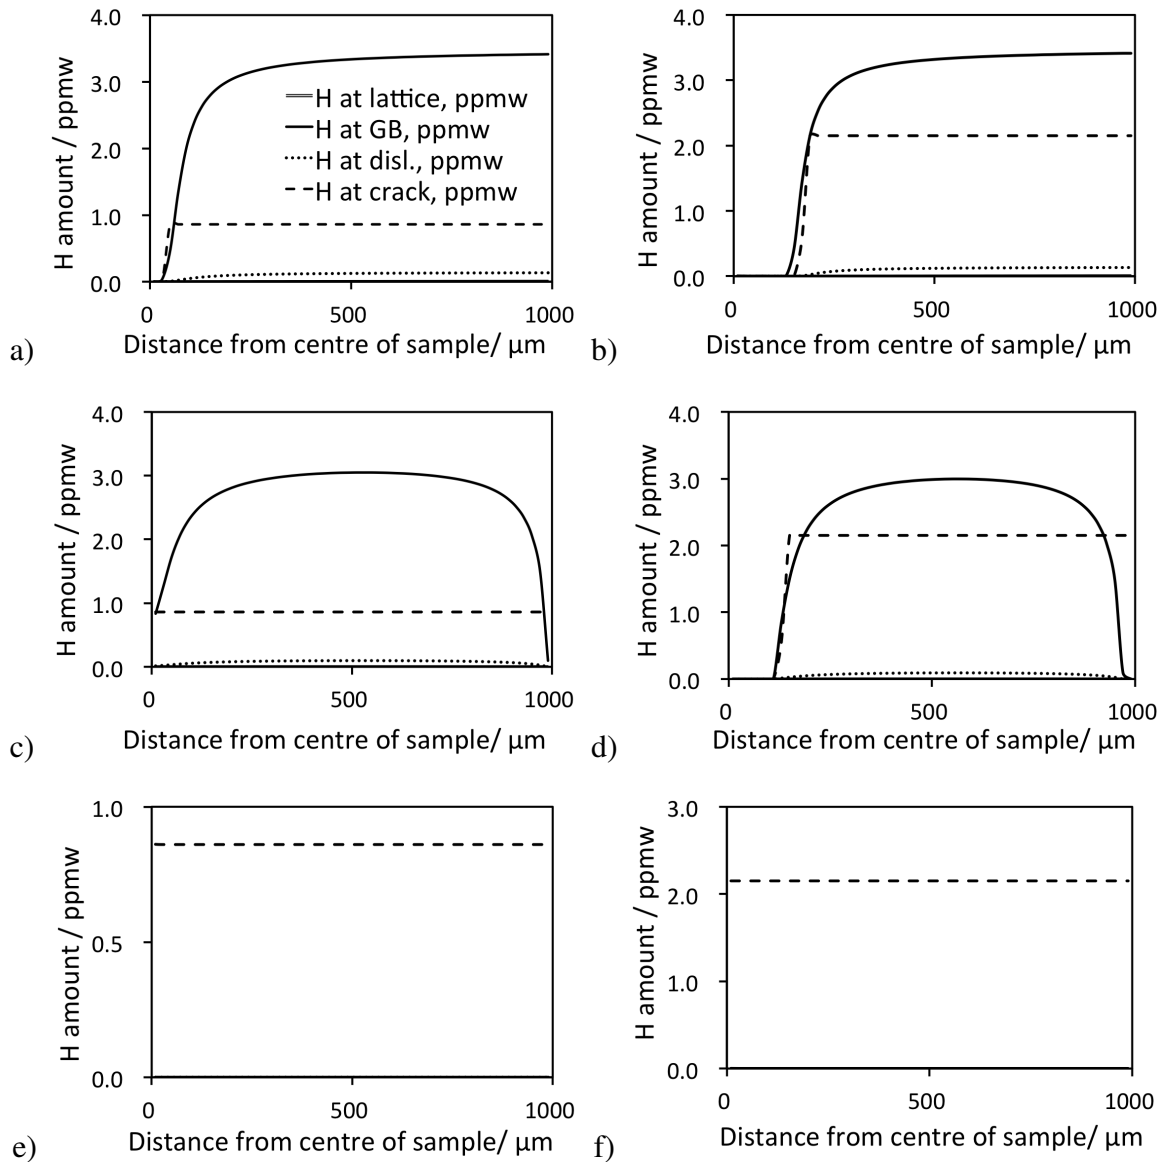 4.0
3.0
2.0
1.0
0.0
H amount / ppmw
H at lattice, ppmw
H at GB, ppmw
H at disl., ppmw
H at crack, ppmw
0
500
1000
Distance from centre of sample/ μm
a)
4.0
3.0
2.0
1.0
0.0
H amount / ppmw
0
500
1000
Distance from centre of sample/ μm
b)
4.0
3.0
2.0
1.0
0.0
H amount / ppmw
0
500
1000
Distance from centre of sample/ μm
c)
4.0
3.0
2.0
1.0
0.0
H amount / ppmw
0
500
1000
Distance from centre of sample/ μm
d)
1.0
0.5
0.0
H amount / ppmw
0
500
1000
Distance from centre of sample/ μm
e)
3.0
2.0
1.0
0.0
H amount / ppmw
0
500
1000
Distance from centre of sample/ μm
f)